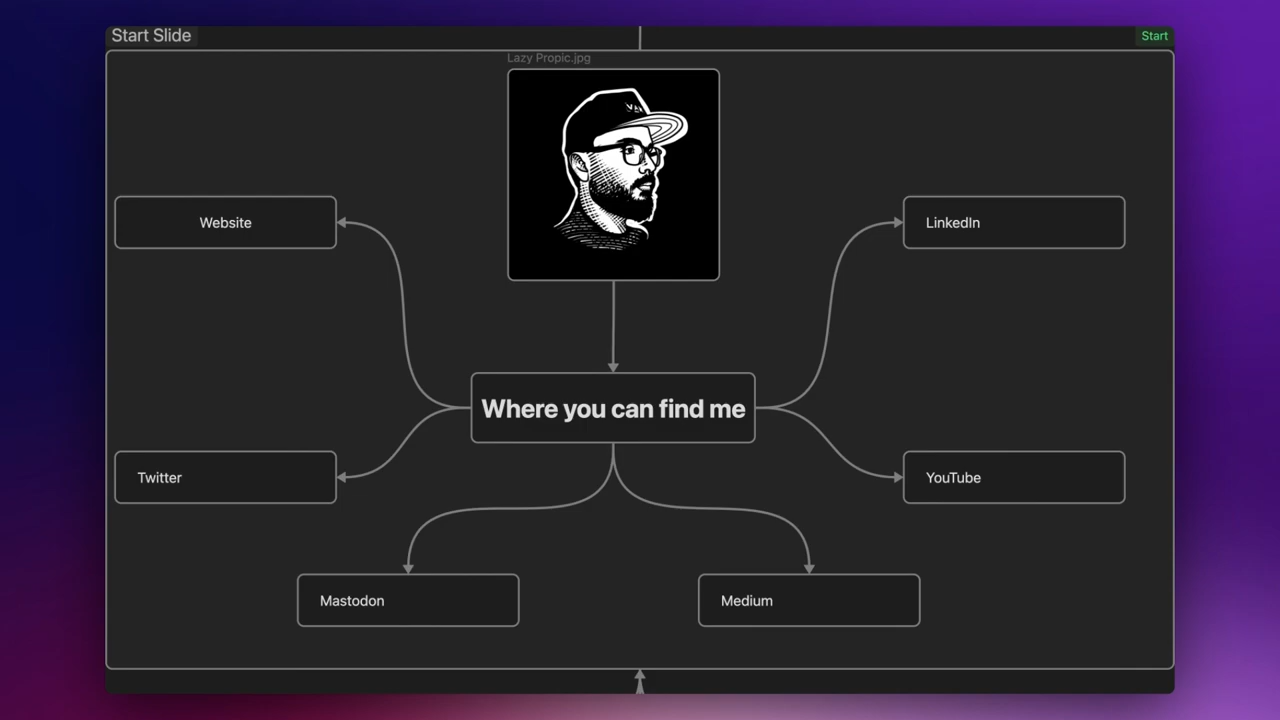 Start Slide
Start
Lazy Propic.jpg
Website
LinkedIn
Where you can find me
Twitter
YouTube
Mastodon
Medium